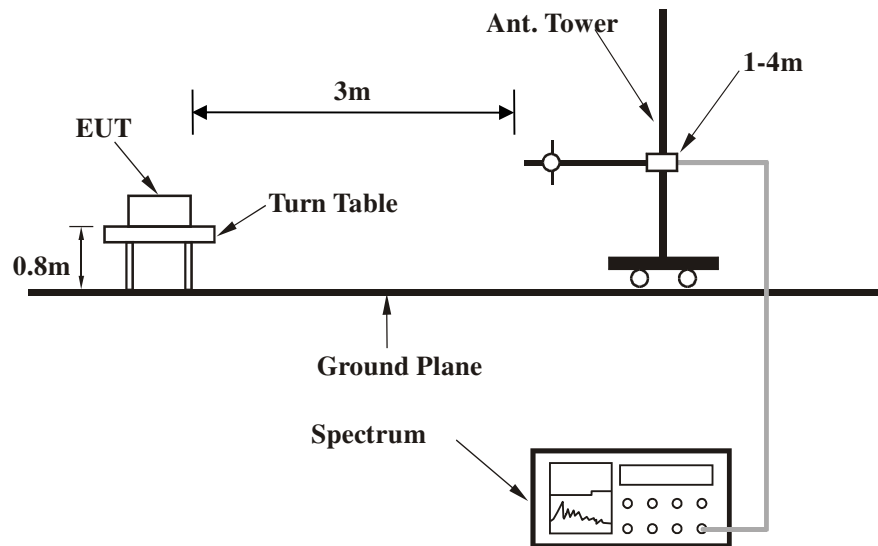 Ant. Tower
1-4m
3m
EUT
Turn Table
0.8m
Ground Plane
Spectrum